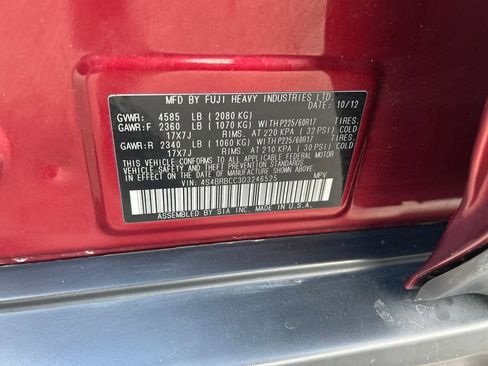 MFD BY FUJI HEAVY INDUSTRIES LTD.
DATE: 10/12
GVWR: 4585 LB (2080 KG)
GAWR:F 2360 LB (1070 KG) WITH P225/60R17 TIRES.
17X7J RIMS. AT 220 KPA (32 PSI) COLD
GAWR:R 2340 LB (1060 KG) WITH P225/60R17 TIRES.
17X7J RIMS. AT 210 KPA (30 PSI) COLD
THIS VEHICLE CONFORMS TO ALL APPLICABLE FEDERAL MOTOR
VEHICLE SAFETY AND THEFT PREVENTION STANDARDS
IN EFFECT ON THE DATE OF MANUFACTURE SHOWN ABOVE.
VIN: 4S4BRBCC3D3246525 MPV
ASSEMBLED BY SIA INC. MADE IN U.S.A.